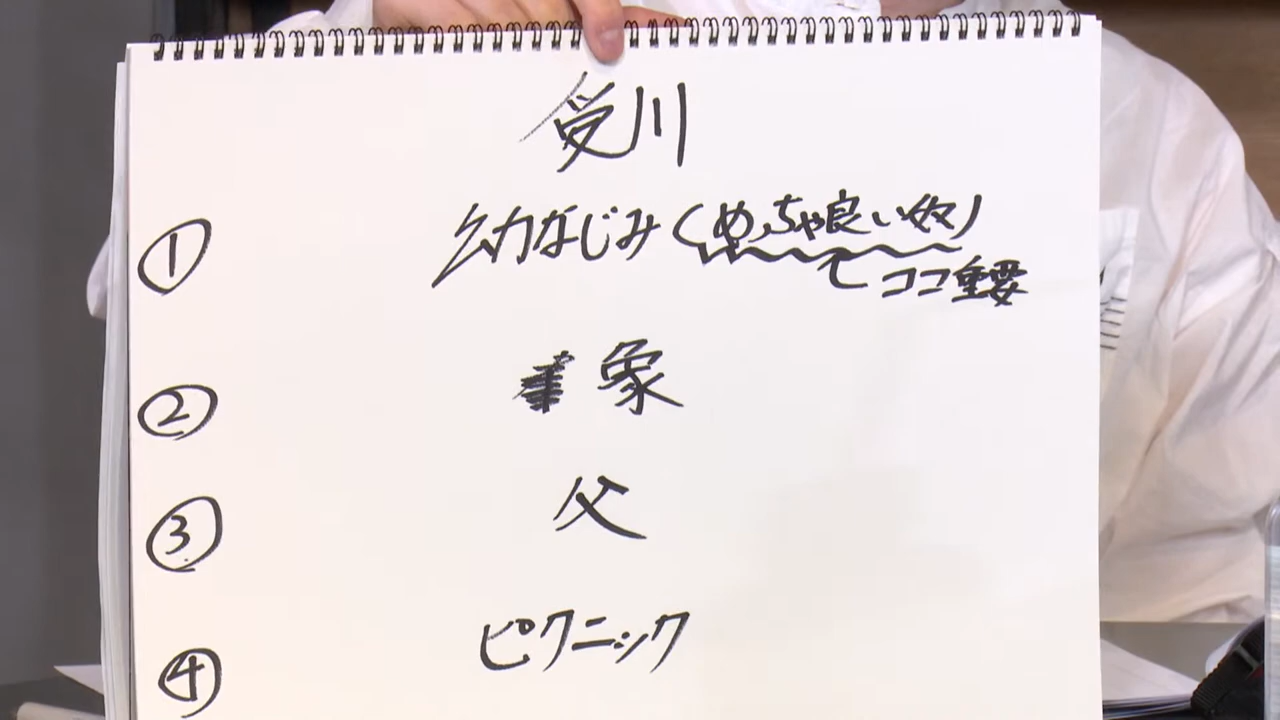 受川
① 幼なじみ(めっちゃ良い奴)
ココ重要
② 象
③ 父
④ ピクニック